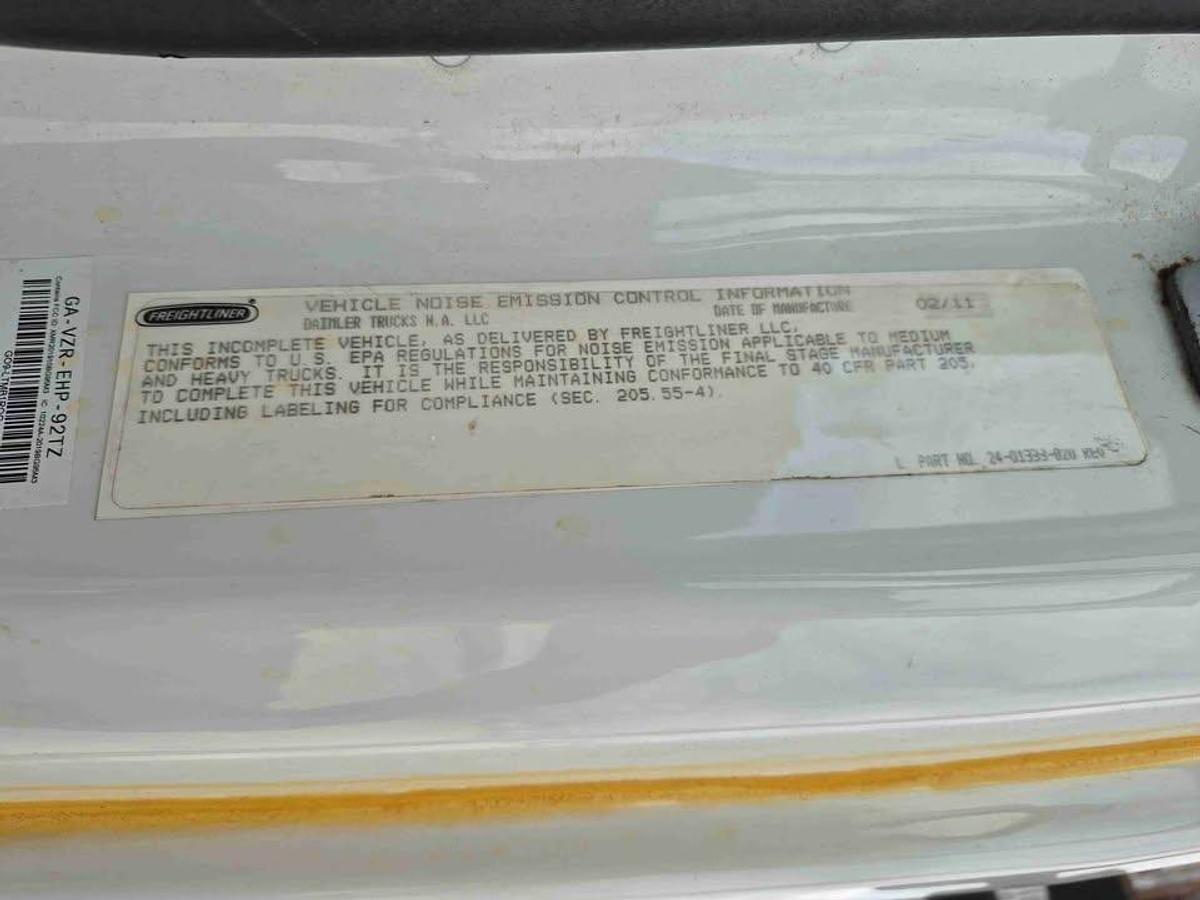 FREIGHTLINER
VEHICLE NOISE EMISSION CONTROL INFORMATION
DAIMLER TRUCKS N.A. LLC DATE OF MANUFACTURE 02/11
THIS INCOMPLETE VEHICLE, AS DELIVERED BY FREIGHTLINER LLC,
CONFORMS TO U.S. EPA REGULATIONS FOR NOISE EMISSION APPLICABLE TO MEDIUM
AND HEAVY TRUCKS. IT IS THE RESPONSIBILITY OF THE FINAL STAGE MANUFACTURER
TO COMPLETE THIS VEHICLE WHILE MAINTAINING CONFORMANCE TO 40 CFR PART 205,
INCLUDING LABELING FOR COMPLIANCE (SEC. 205.55-4).
PART NO. 24-01333-020
GA-VZR-EHP-92TZ
Contains FCC ID: